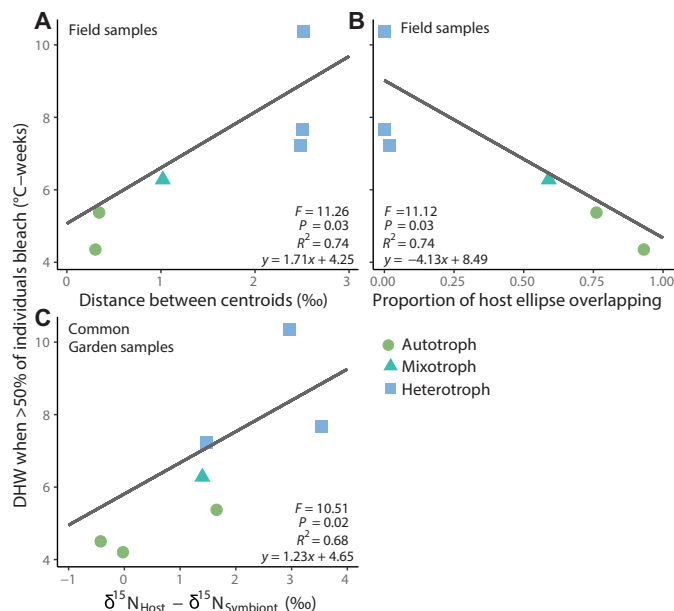 DHW when >50% of individuals bleach (°C–weeks)
A
Field samples
10
8
6
4
F = 11.26
P = 0.03
R² = 0.74
y = 1.71x + 4.25
0
1
2
3
Distance between centroids (‰)
B
Field samples
F =11.12
P = 0.03
R² = 0.74
y = −4.13x + 8.49
0.00
0.25
0.50
0.75
1.00
Proportion of host ellipse overlapping
C
Common
Garden samples
10
8
6
4
F = 10.51
P = 0.02
R² = 0.68
y = 1.23x + 4.65
−1
0
1
2
3
4
δ¹⁵N Host − δ¹⁵N Symbiont (‰)
Autotroph
Mixotroph
Heterotroph